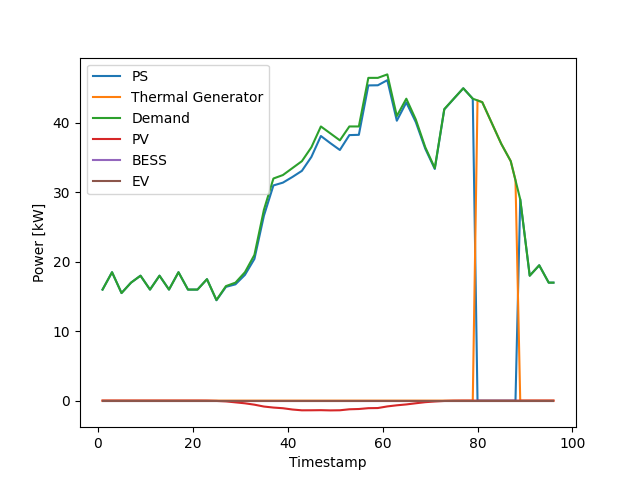 PS
Thermal Generator
Demand
PV
BESS
EV
Power [kW]
40
30
20
10
0
0 20 40 60 80 100
Timestamp